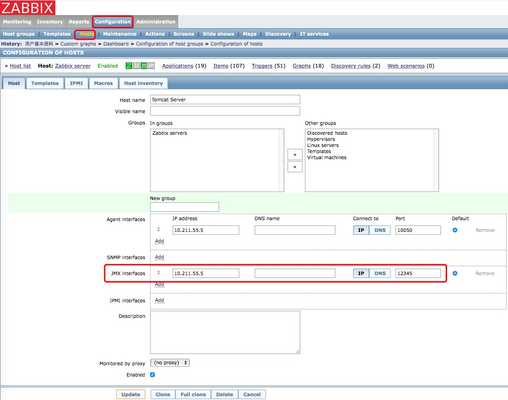 ZABBIX
Monitoring Inventory Reports Configuration Administration
Host groups Templates Hosts Maintenance Actions Screens Slide shows Maps Discovery IT services
History: 资产基本资料 » Custom graphs » Dashboard » Configuration of host groups » Configuration of hosts
CONFIGURATION OF HOSTS
« Host list Host: Zabbix server Enabled Applications (19) Items (107) Triggers (51) Graphs (18) Discovery rules (2) Web scenarios (0)
Host Templates IPMI Macros Host inventory
Host name Tomcat Server
Visible name
Groups In groups Other groups
Zabbix servers
Discovered hosts
Hypervisors
Linux servers
Templates
Virtual machines
New group
IP address DNS name Connect to Port Default
Agent interfaces 10.211.55.5 IP DNS 10050 Remove
Add
SNMP interfaces Add
JMX interfaces 10.211.55.5 IP DNS 12345 Remove
Add
IPMI interfaces Add
Description
Monitored by proxy (no proxy)
Enabled
Update Clone Full clone Delete Cancel